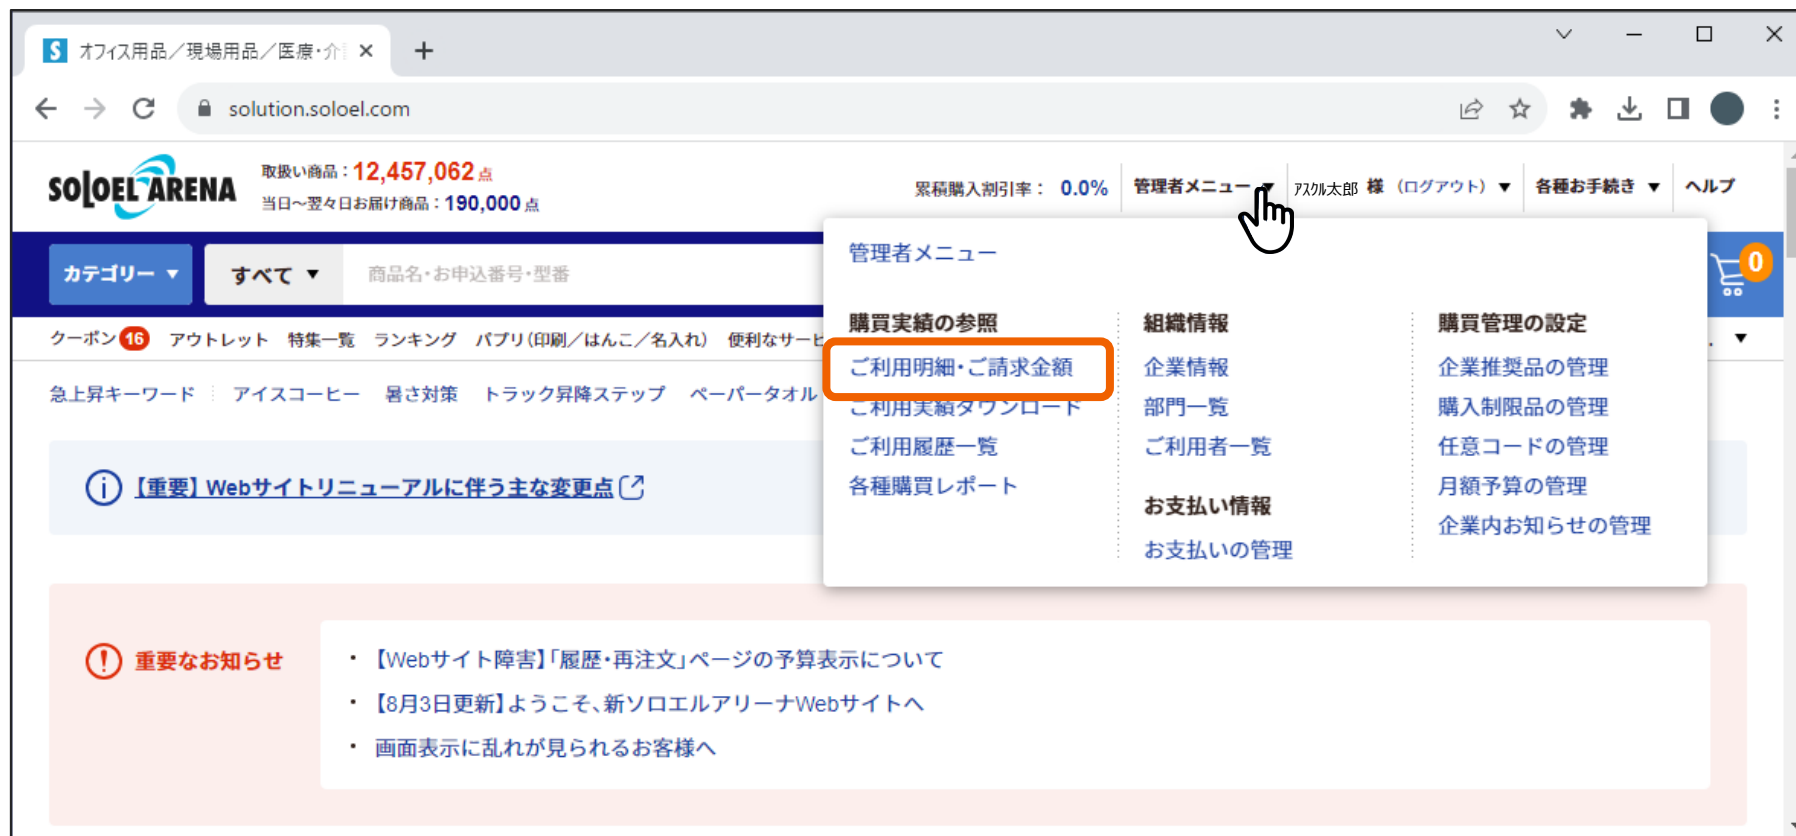 オフィス用品／現場用品／医療・介
solution.soloel.com
SOLOEL ARENA
取扱い商品：12,457,062点
当日～翌々日お届け商品：190,000点
累積購入割引率： 0.0%
管理者メニュー ▼
アスクル太郎 様 （ログアウト） ▼
各種お手続き ▼
ヘルプ
カテゴリー ▼
すべて ▼
商品名・お申込番号・型番
0
クーポン 16 アウトレット 特集一覧 ランキング パプリ（印刷／はんこ／名入れ） 便利なサービ
急上昇キーワード アイスコーヒー 暑さ対策 トラック昇降ステップ ペーパータオル
管理者メニュー
購買実績の参照
ご利用明細・ご請求金額
ご利用実績ダウンロード
ご利用履歴一覧
各種購買レポート
組織情報
企業情報
部門一覧
ご利用者一覧
お支払い情報
お支払いの管理
購買管理の設定
企業推奨品の管理
購入制限品の管理
任意コードの管理
月額予算の管理
企業内お知らせの管理
【重要】Webサイトリニューアルに伴う主な変更点
重要なお知らせ
・【Webサイト障害】「履歴・再注文」ページの予算表示について
・【8月3日更新】ようこそ、新ソロエルアリーナWebサイトへ
・画面表示に乱れが見られるお客様へ